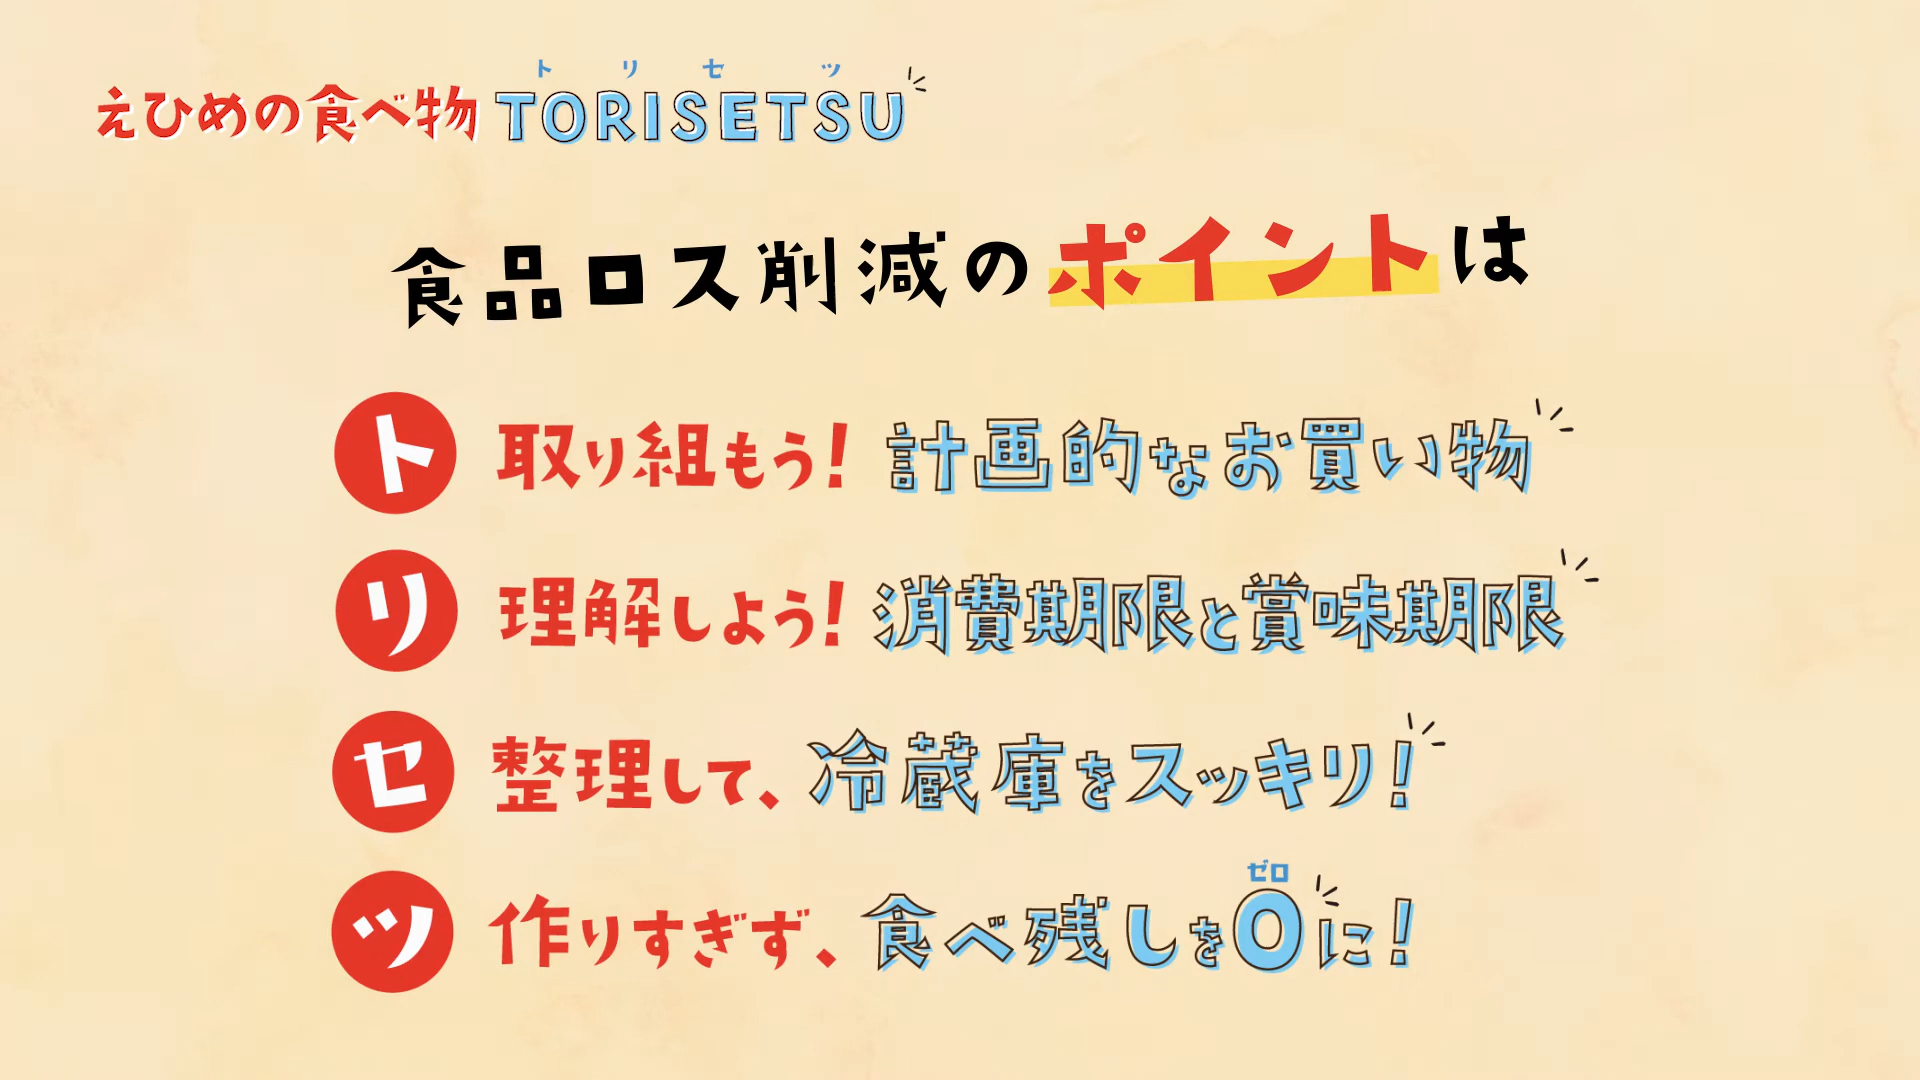 トリセツ
えひめの食べ物 TORISETSU
食品ロス削減のポイントは
ト 取り組もう! 計画的なお買い物
リ 理解しよう! 消費期限と賞味期限
セ 整理して、冷蔵庫をスッキリ!
ゼロ
ツ 作りすぎず、食べ残しを0に!